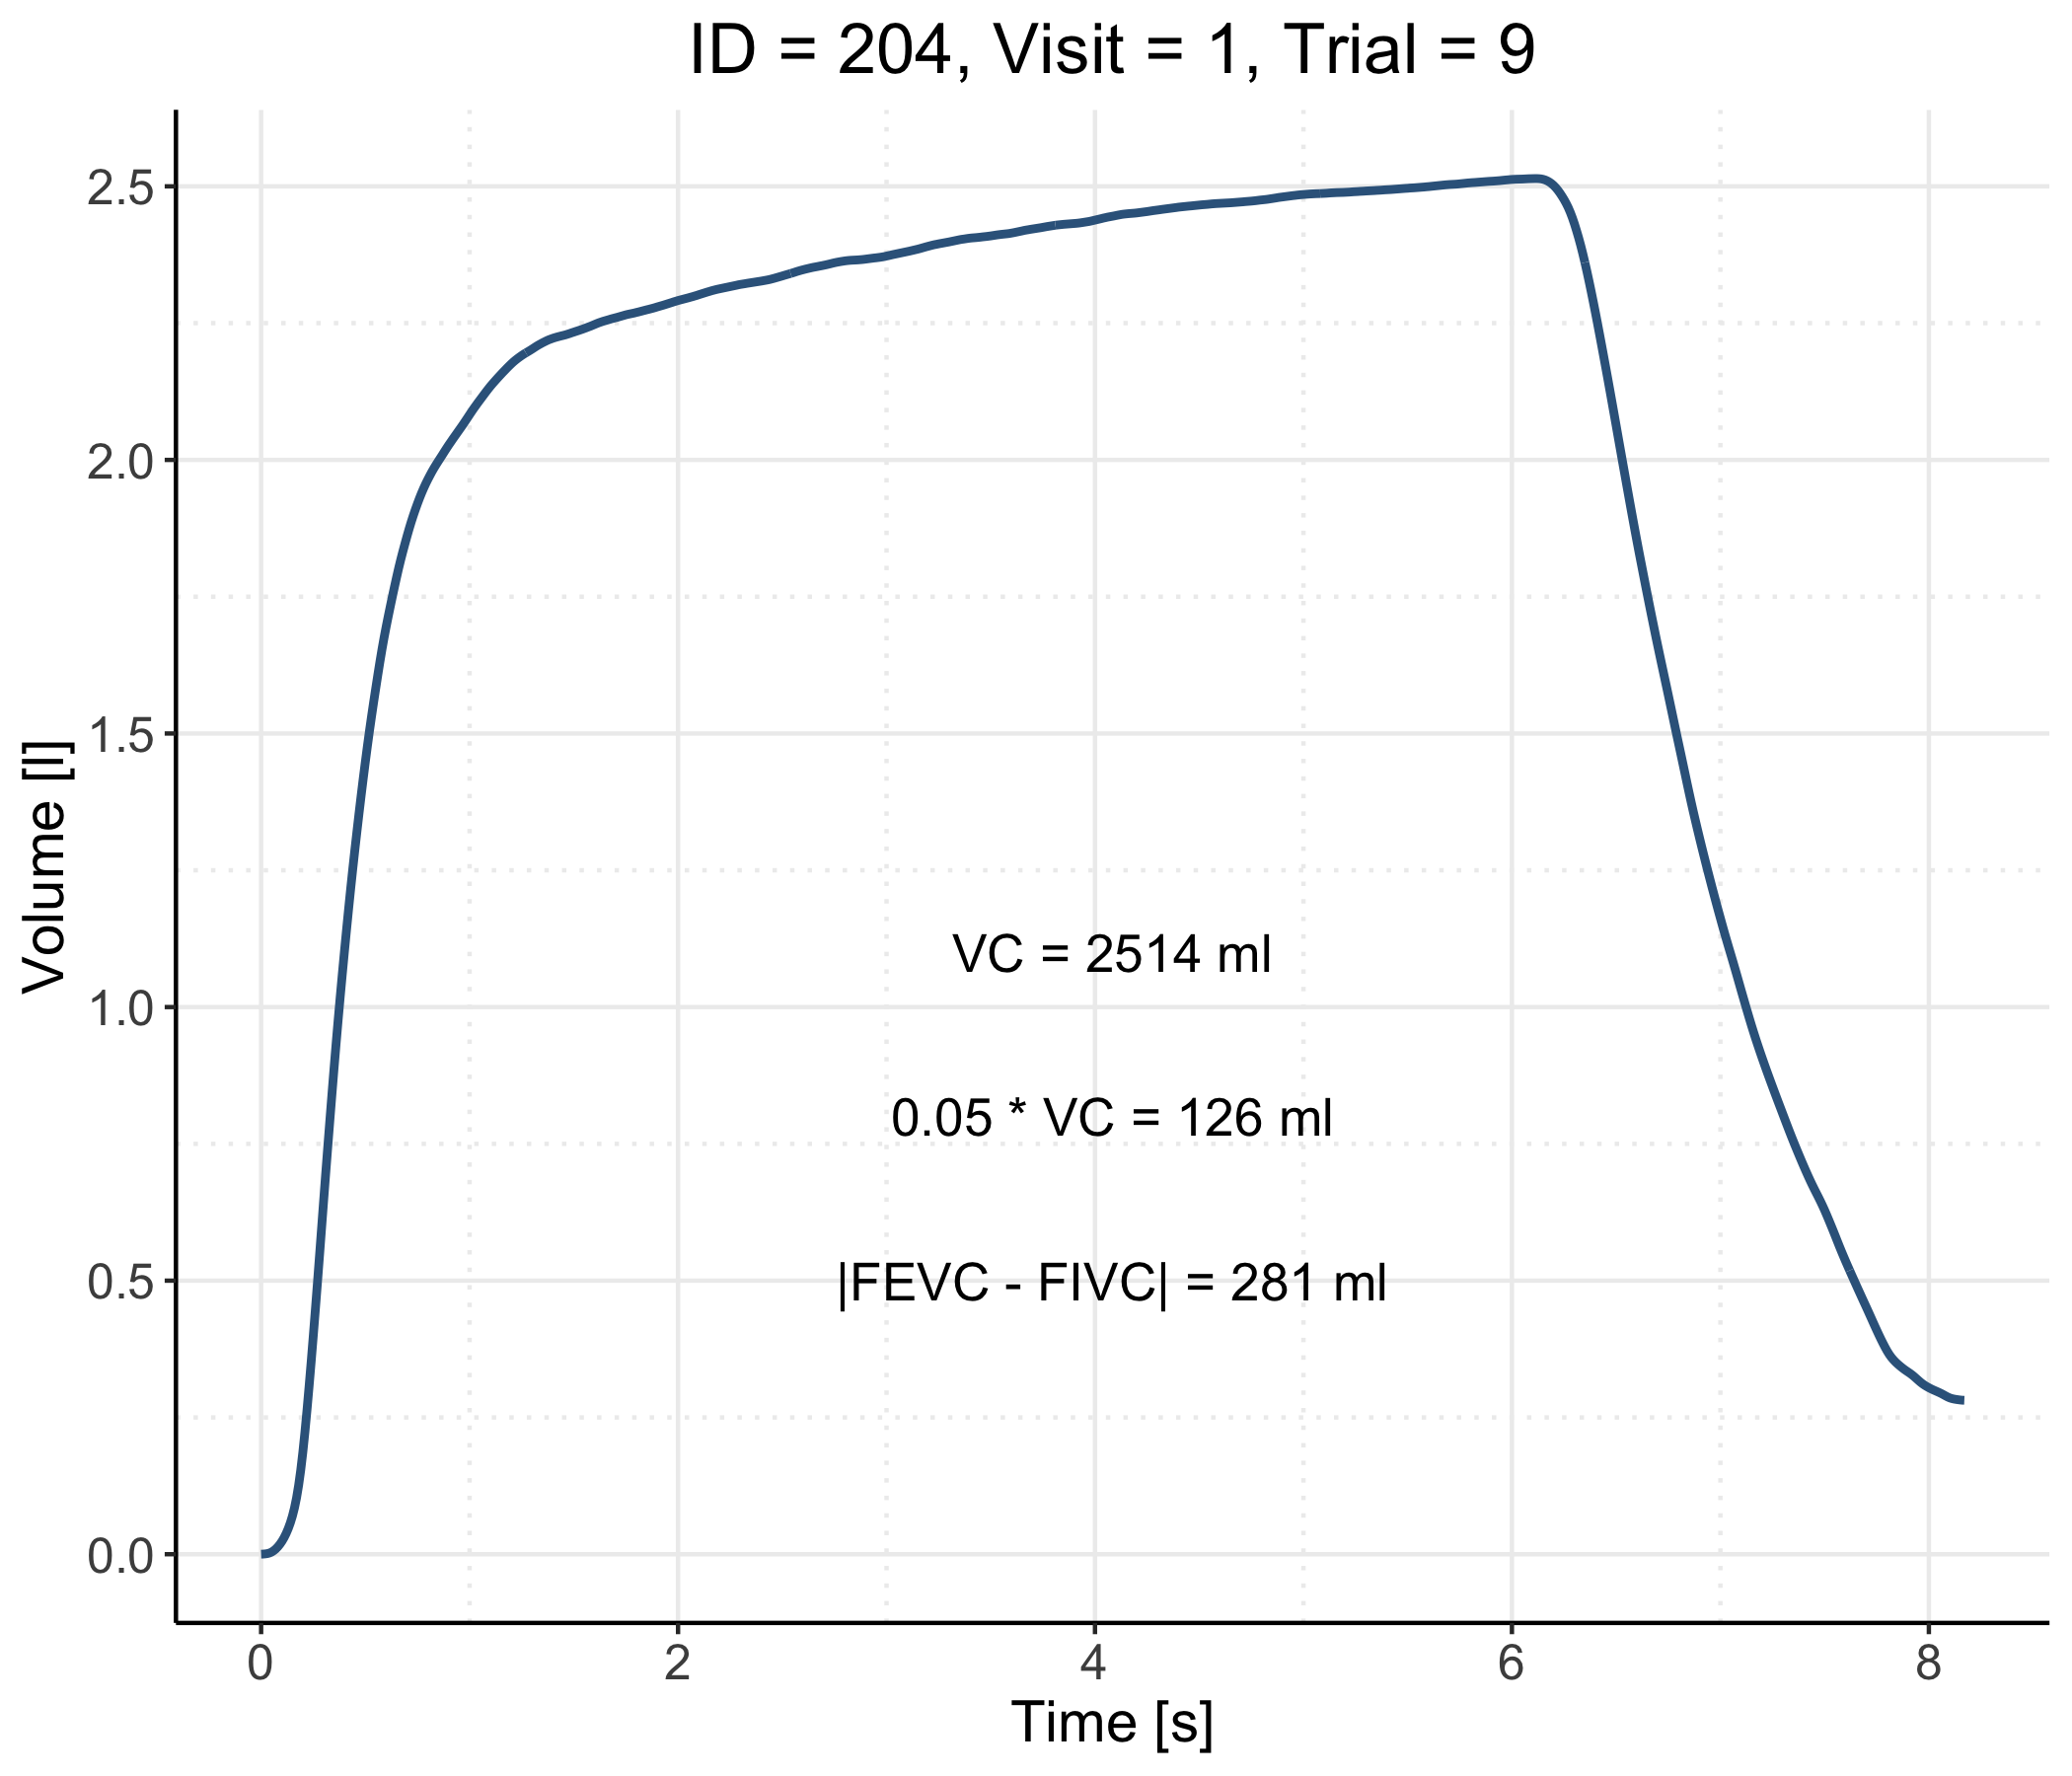 ID = 204, Visit = 1, Trial = 9
2.5
2.0
1.5
1.0
0.5
0.0
Volume [l]
VC = 2514 ml
0.05 * VC = 126 ml
|FEVC - FIVC| = 281 ml
0 2 4 6 8
Time [s]